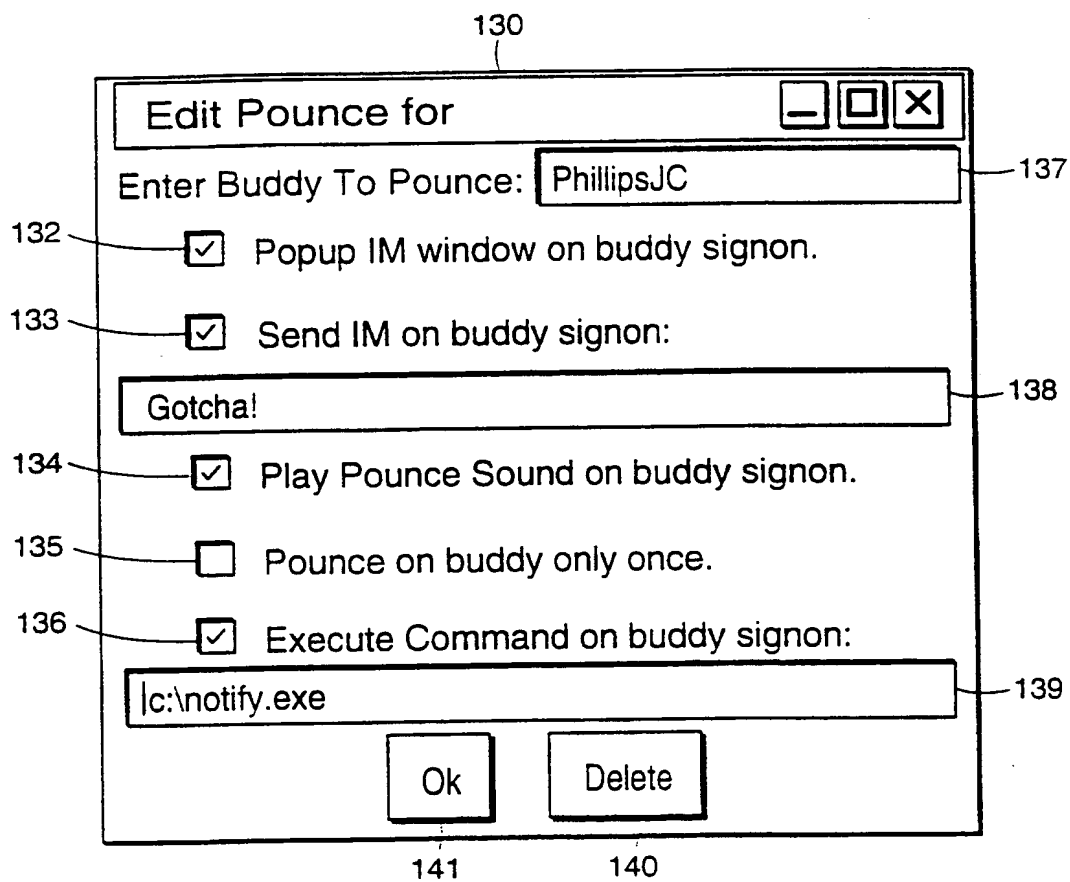 130
Edit Pounce for
Enter Buddy To Pounce: PhillipsJC 137
132 Popup IM window on buddy signon.
133 Send IM on buddy signon:
Gotcha! 138
134 Play Pounce Sound on buddy signon.
135 Pounce on buddy only once.
136 Execute Command on buddy signon:
c:\notify.exe 139
Ok Delete
141 140